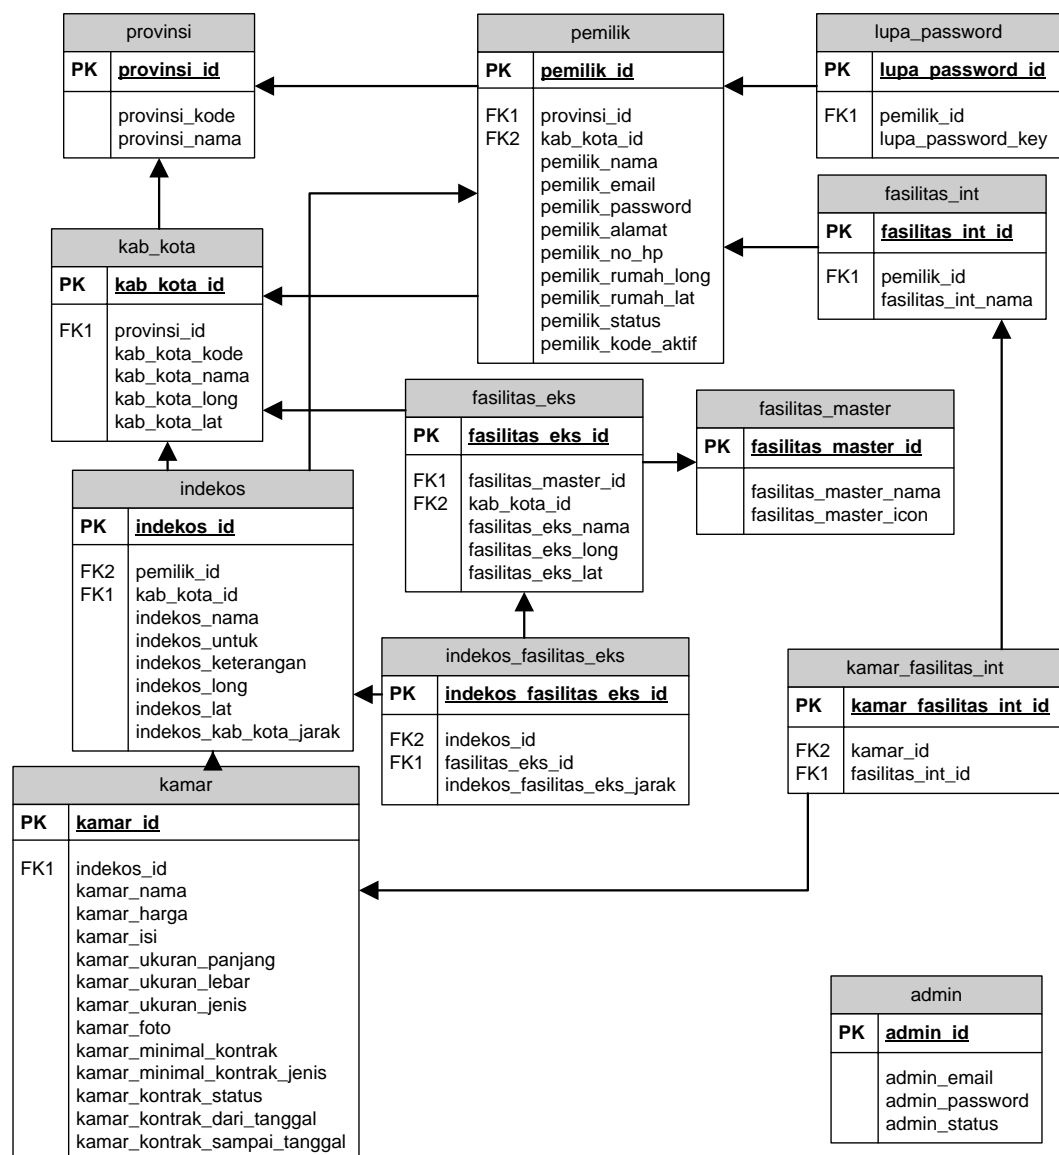 provinsi
PK provinsi_id
provinsi_kode
provinsi_nama
pemilik
PK pemilik_id
FK1 provinsi_id
FK2 kab_kota_id
pemilik_nama
pemilik_email
pemilik_password
pemilik_alamat
pemilik_no_hp
pemilik_rumah_long
pemilik_rumah_lat
pemilik_status
pemilik_kode_aktif
lupa_password
PK lupa_password_id
FK1 pemilik_id
lupa_password_key
fasilitas_int
PK fasilitas_int_id
FK1 pemilik_id
fasilitas_int_nama
kab_kota
PK kab_kota_id
FK1 provinsi_id
kab_kota_kode
kab_kota_nama
kab_kota_long
kab_kota_lat
fasilitas_eks
PK fasilitas_eks_id
FK1 fasilitas_master_id
FK2 kab_kota_id
fasilitas_eks_nama
fasilitas_eks_long
fasilitas_eks_lat
fasilitas_master
PK fasilitas_master_id
fasilitas_master_nama
fasilitas_master_icon
indekos
PK indekos_id
FK2 pemilik_id
FK1 kab_kota_id
indekos_nama
indekos_untuk
indekos_keterangan
indekos_long
indekos_lat
indekos_kab_kota_jarak
indekos_fasilitas_eks
PK indekos_fasilitas_eks_id
FK2 indekos_id
FK1 fasilitas_eks_id
indekos_fasilitas_eks_jarak
kamar_fasilitas_int
PK kamar_fasilitas_int_id
FK2 kamar_id
FK1 fasilitas_int_id
kamar
PK kamar_id
FK1 indekos_id
kamar_nama
kamar_harga
kamar_isi
kamar_ukuran_panjang
kamar_ukuran_lebar
kamar_ukuran_jenis
kamar_foto
kamar_minimal_kontrak
kamar_minimal_kontrak_jenis
kamar_kontrak_status
kamar_kontrak_dari_tanggal
kamar_kontrak_sampai_tanggal
admin
PK admin_id
admin_email
admin_password
admin_status